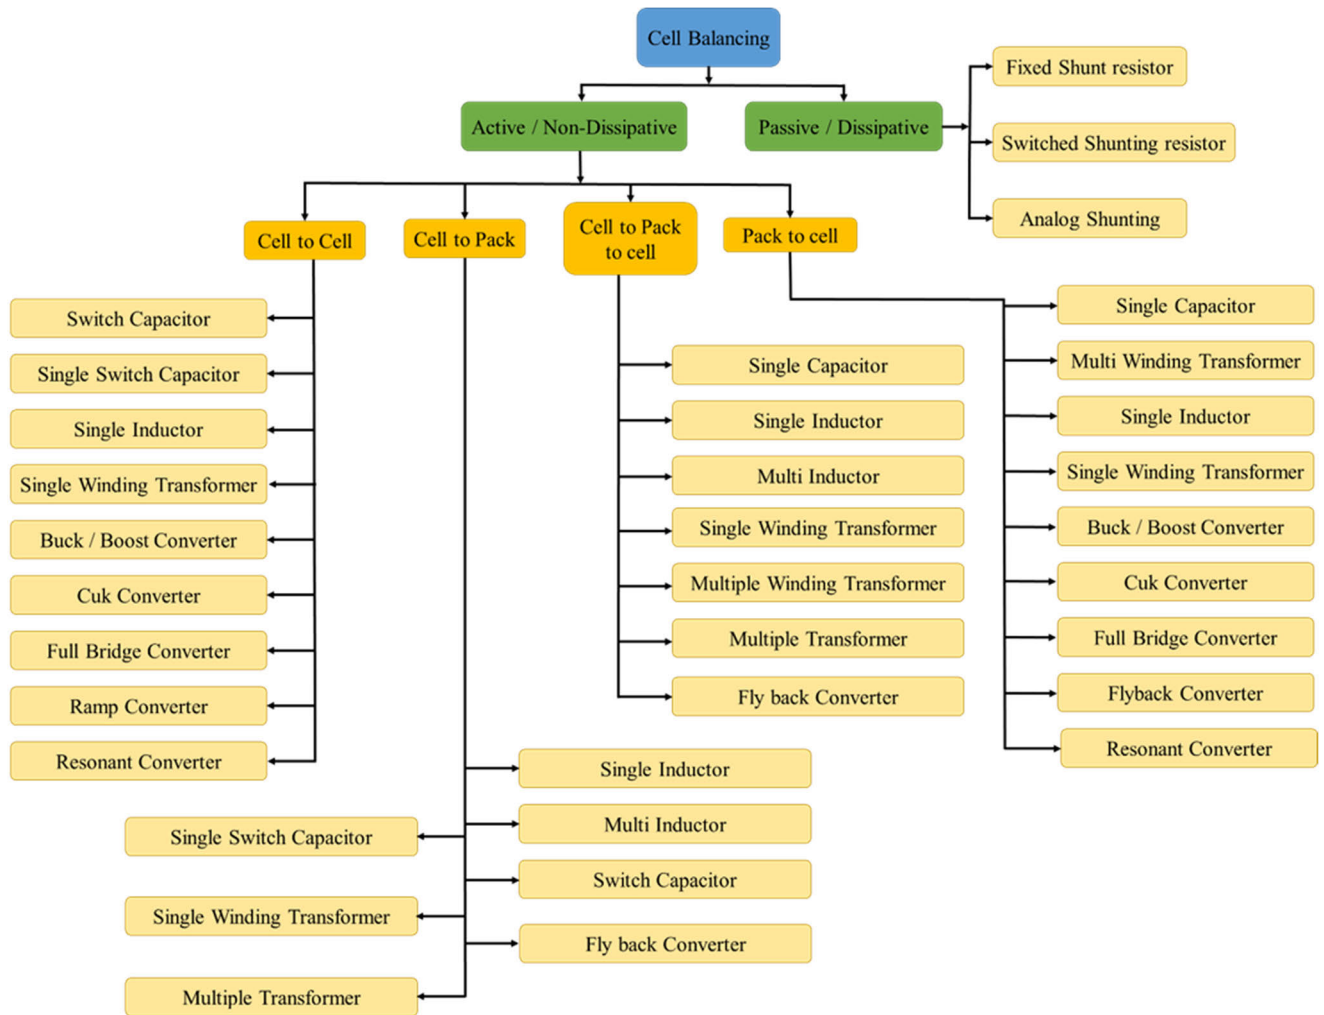 Cell Balancing
Active / Non-Dissipative
Passive / Dissipative
Fixed Shunt resistor
Switched Shunting resistor
Analog Shunting
Cell to Cell
Cell to Pack
Cell to Pack
to cell
Pack to cell
Switch Capacitor
Single Switch Capacitor
Single Inductor
Single Winding Transformer
Buck / Boost Converter
Cuk Converter
Full Bridge Converter
Ramp Converter
Resonant Converter
Single Inductor
Multi Inductor
Switch Capacitor
Fly back Converter
Single Switch Capacitor
Single Winding Transformer
Multiple Transformer
Single Capacitor
Single Inductor
Multi Inductor
Single Winding Transformer
Multiple Winding Transformer
Multiple Transformer
Fly back Converter
Single Capacitor
Multi Winding Transformer
Single Inductor
Single Winding Transformer
Buck / Boost Converter
Cuk Converter
Full Bridge Converter
Flyback Converter
Resonant Converter